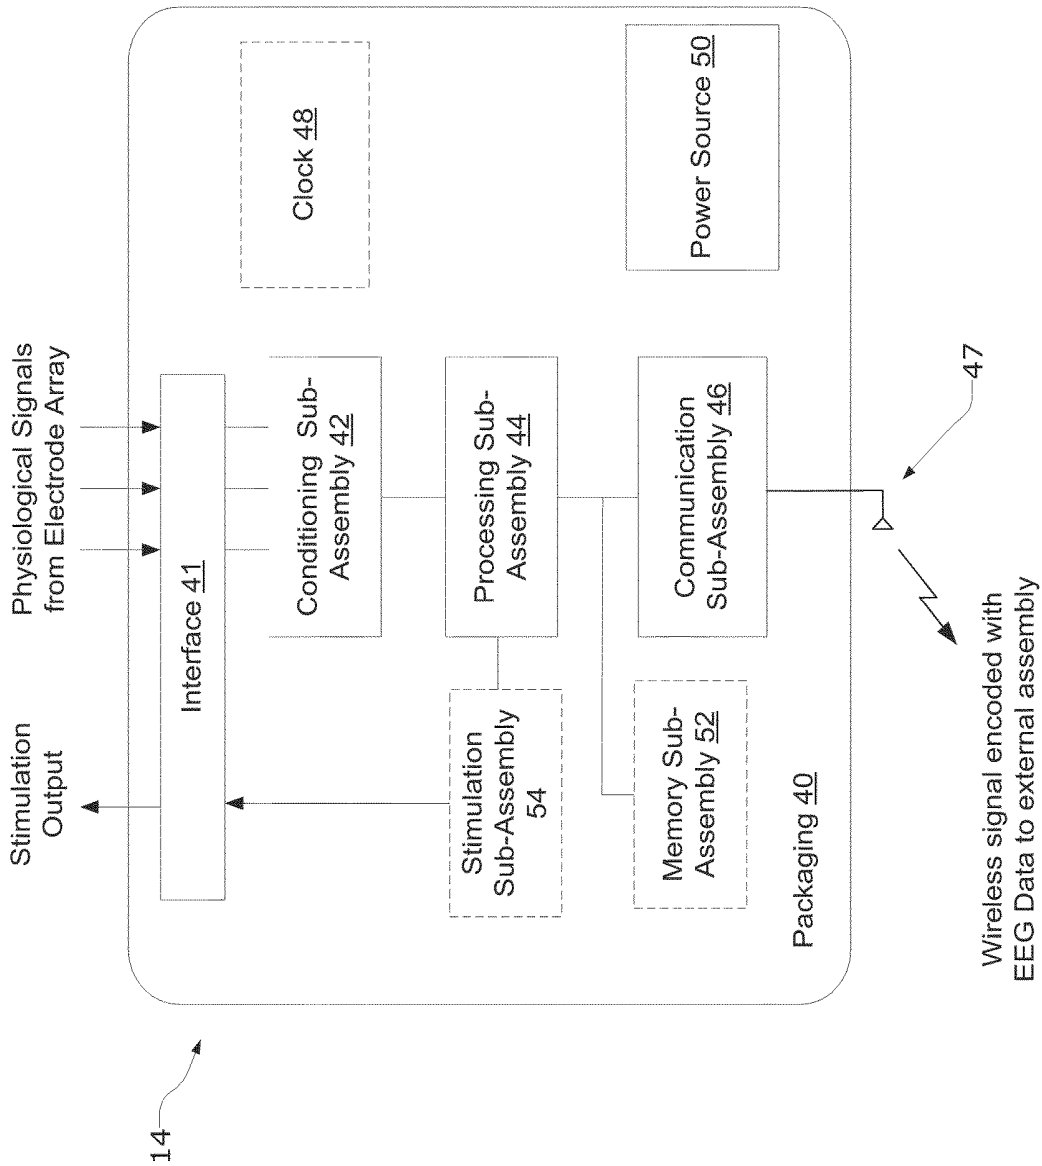 14
Stimulation
Output
Physiological Signals
from Electrode Array
Interface 41
Conditioning Sub-
Assembly 42
Clock 48
Stimulation
Sub-Assembly
54
Processing Sub-
Assembly 44
Memory Sub-
Assembly 52
Communication
Sub-Assembly 46
Power Source 50
Packaging 40
47
Wireless signal encoded with
EEG Data to external assembly